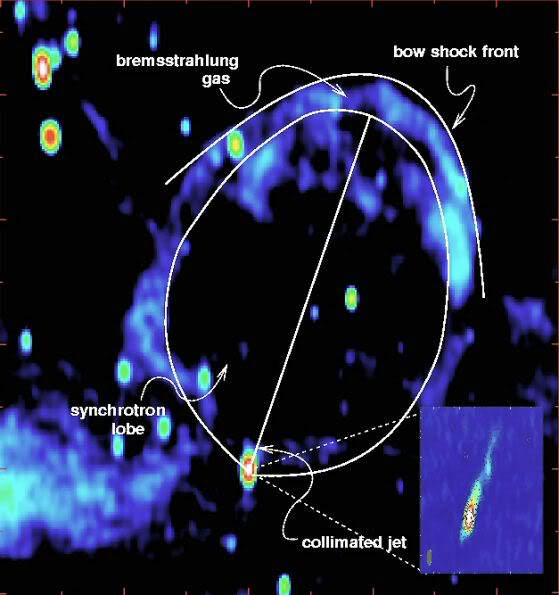 bremsstrahlung
gas
bow shock front
synchrotron
lobe
collimated jet